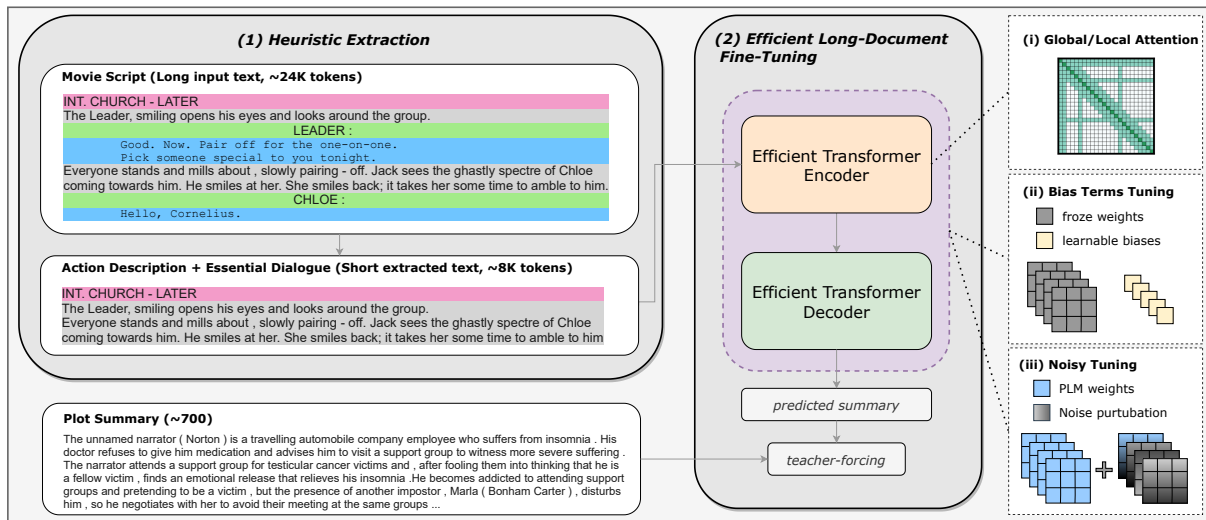 (1) Heuristic Extraction
Movie Script (Long input text, ~24K tokens)
INT. CHURCH - LATER
The Leader, smiling opens his eyes and looks around the group.
LEADER :
Good. Now. Pair off for the one-on-one.
Pick someone special to you tonight.
Everyone stands and mills about , slowly pairing - off. Jack sees the ghastly spectre of Chloe
coming towards him. He smiles at her. She smiles back; it takes her some time to amble to him.
CHLOE :
Hello, Cornelius.
Action Description + Essential Dialogue (Short extracted text, ~8K tokens)
INT. CHURCH - LATER
The Leader, smiling opens his eyes and looks around the group.
Everyone stands and mills about , slowly pairing - off. Jack sees the ghastly spectre of Chloe
coming towards him. He smiles at her. She smiles back; it takes her some time to amble to him
Plot Summary (~700)
The unnamed narrator ( Norton ) is a travelling automobile company employee who suffers from insomnia . His
doctor refuses to give him medication and advises him to visit a support group to witness more severe suffering .
The narrator attends a support group for testicular cancer victims and , after fooling them into thinking that he is
a fellow victim , finds an emotional release that relieves his insomnia .He becomes addicted to attending support
groups and pretending to be a victim , but the presence of another impostor , Marla ( Bonham Carter ) , disturbs
him , so he negotiates with her to avoid their meeting at the same groups ...
(2) Efficient Long-Document
Fine-Tuning
Efficient Transformer
Encoder
Efficient Transformer
Decoder
predicted summary
teacher-forcing
(i) Global/Local Attention
(ii) Bias Terms Tuning
froze weights
learnable biases
(iii) Noisy Tuning
PLM weights
Noise purtubation